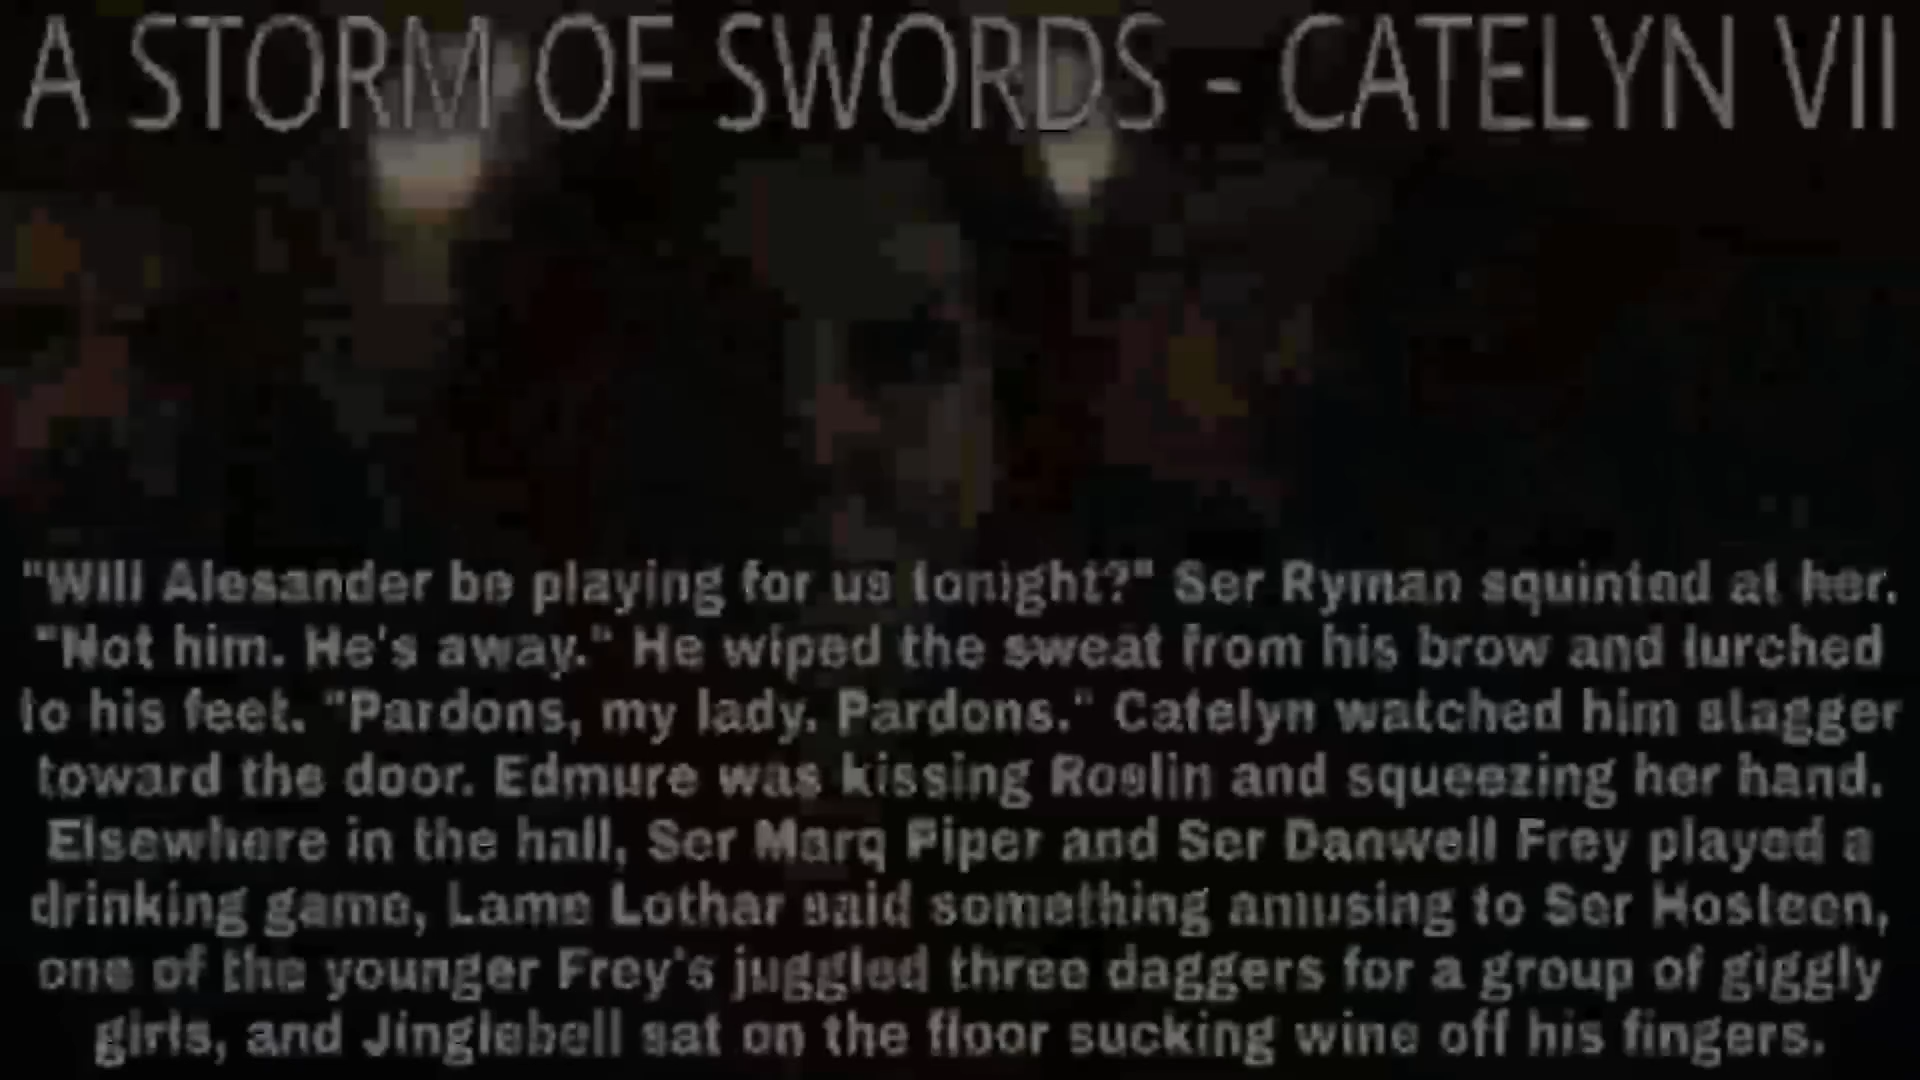 A STORM OF SWORDS - CATELYN VII
"Will Alesander be playing for us tonight?" Ser Ryman squinted at her.
"Not him. He's away." He wiped the sweat from his brow and lurched
to his feet. "Pardons, my lady. Pardons." Catelyn watched him stagger
toward the door. Edmure was kissing Roslin and squeezing her hand.
Elsewhere in the hall, Ser Marq Piper and Ser Danwell Frey played a
drinking game, Lame Lothar said something amusing to Ser Hosteen,
one of the younger Frey's juggled three daggers for a group of giggly
girls, and Jinglebell sat on the floor sucking wine off his fingers.